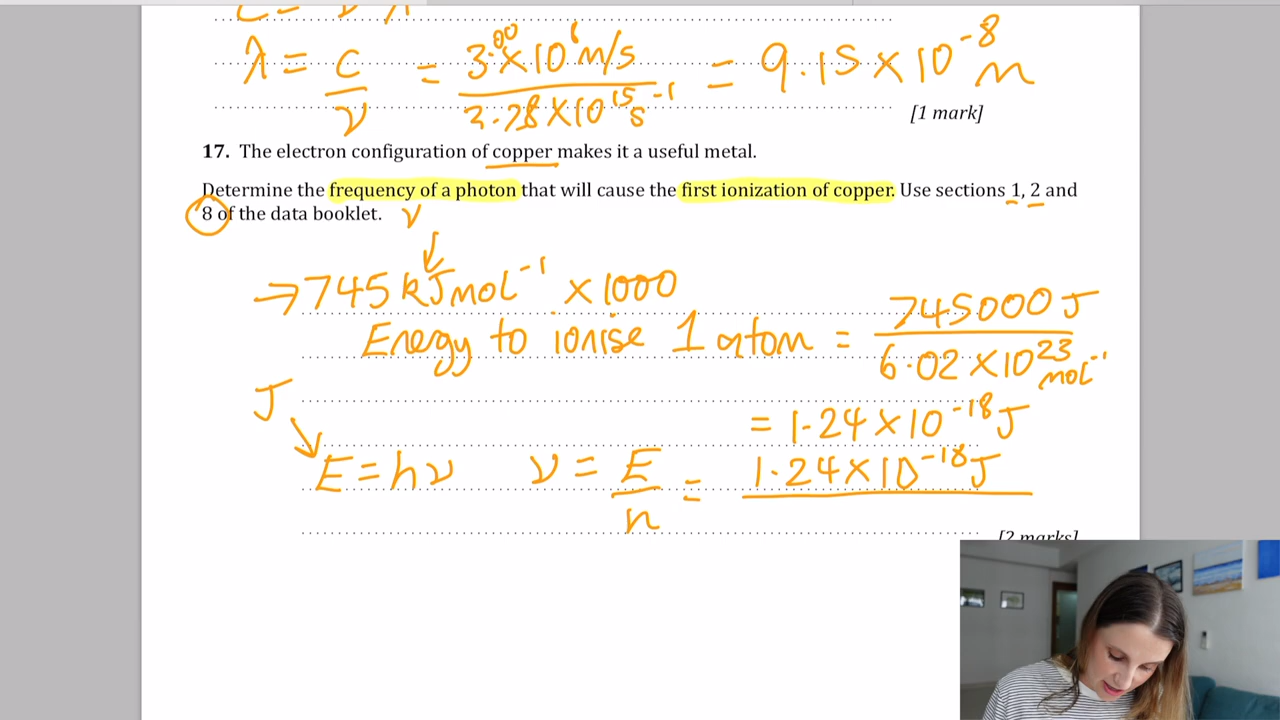 C = ν λ
λ = c/ν = 3.00 × 10⁸ m/s / 3.28 × 10¹⁵ s⁻¹ = 9.15 × 10⁻⁸ m
[1 mark]
17. The electron configuration of copper makes it a useful metal.
Determine the frequency of a photon that will cause the first ionization of copper. Use sections 1, 2 and
8 of the data booklet.
ν
→ 745 kJ mol⁻¹ × 1000
Energy to ionise 1 atom = 745000 J / 6.02 × 10²³ mol⁻¹
J
= 1.24 × 10⁻¹⁸ J
E = hν ν = E/h = 1.24 × 10⁻¹⁸ J
[2 marks]